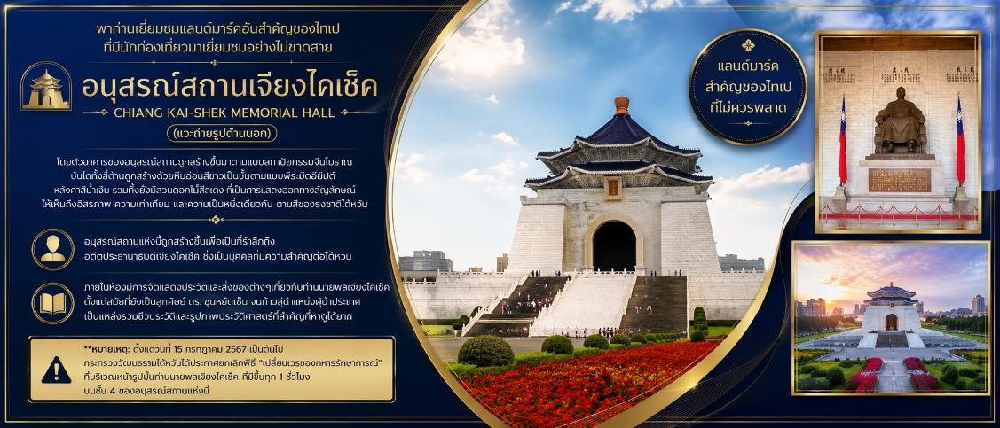 พาท่านเยี่ยมชมแลนด์มาร์คอันสำคัญของไทเป
ที่มีนักท่องเที่ยวมาเยี่ยมชมอย่างไม่ขาดสาย
อนุสรณ์สถานเจียงไคเช็ค
CHIANG KAI-SHEK MEMORIAL HALL
(แวะถ่ายรูปด้านนอก)
โดยตัวอาคารของอนุสรณ์สถานถูกสร้างขึ้นมาตามแบบสถาปัยกรรมจีนโบราณ
บันไดทั้งสี่ด้านถูกสร้างด้วยหินอ่อนสีขาวเป็นขั้นตามแบบพีระมิดอียิปต์
หลังคาสีน้ำเงิน รวมทั้งยังมีสวนดอกไม้สีแดง ที่เป็นการแสดงออกทางสัญลักษณ์
ให้เห็นถึงอิสรภาพ ความเท่าเทียม และความเป็นหนึ่งเดียวกัน ตามสีของธงชาติไต้หวัน
อนุสรณ์สถานแห่งนี้ถูกสร้างขึ้นเพื่อเป็นที่รำลึกถึง
อดีตประธานาธิบดีเจียงไคเช็ค ซึ่งเป็นบุคคลที่มีความสำคัญต่อไต้หวัน
ภายในห้องมีการจัดแสดงประวัติและสิ่งของต่างๆเกี่ยวกับท่านนายพลเจียงไคเช็ค
ตั้งแต่สมัยที่ยังเป็นลูกศิษย์ ดร. ซุนหยัดเซ็น จนก้าวสู่ตำแหน่งผู้นำประเทศ
เป็นแหล่งรวมชีวประวัติและรูปภาพประวัติศาสตร์ที่สำคัญที่หาดูได้ยาก
**หมายเหตุ: ตั้งแต่วันที่ 15 กรกฎาคม 2567 เป็นต้นไป
กระทรวงวัฒนธรรมไต้หวันได้ประกาศยกเลิกพิธี "เปลี่ยนเวรของทหารรักษาการณ์"
ที่บริเวณหน้ารูปปั้นท่านนายพลเจียงไคเช็ค ที่มีขึ้นทุก 1 ชั่วโมง
บนชั้น 4 ของอนุสรณ์สถานแห่งนี้
แลนด์มาร์ค
สำคัญของไทเป
ที่ไม่ควรพลาด